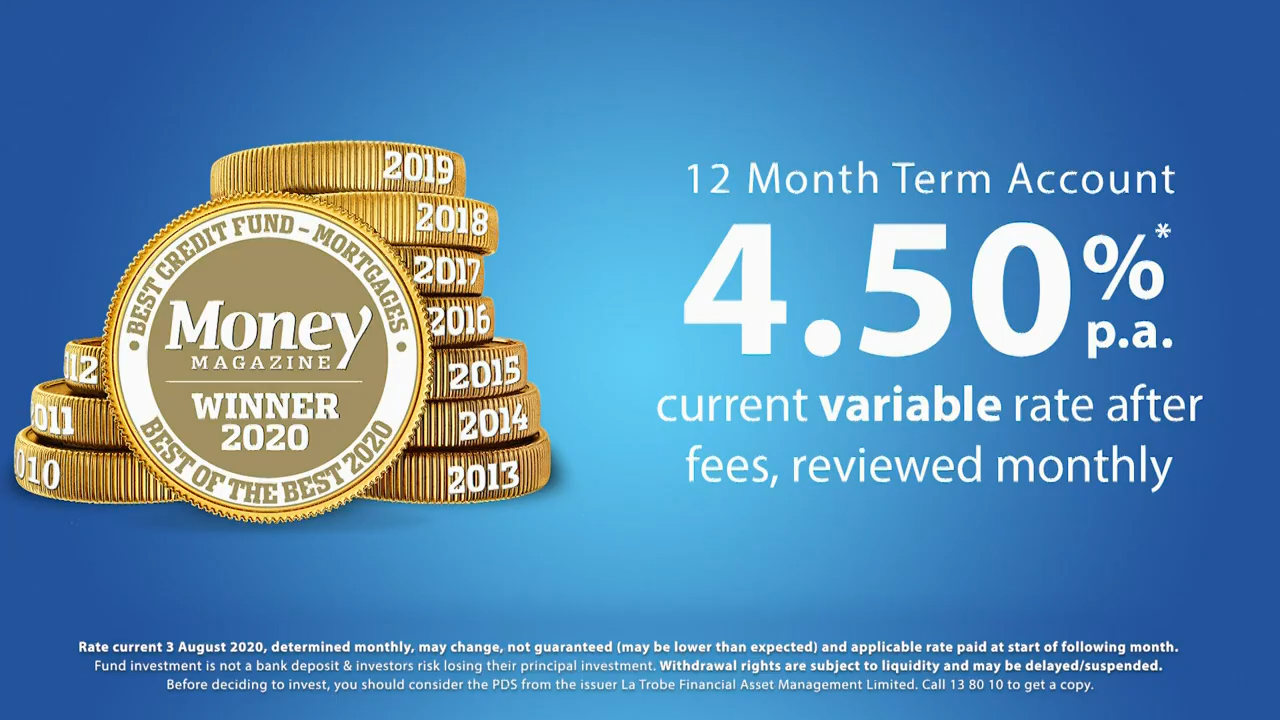 2019
2018
2017
2016
2015
2014
2013
12
011
010
BEST CREDIT FUND – MORTGAGES
Money
MAGAZINE
WINNER
2020
BEST OF THE BEST 2020
12 Month Term Account
4.50%*
p.a.
current variable rate after
fees, reviewed monthly
Rate current 3 August 2020, determined monthly, may change, not guaranteed (may be lower than expected) and applicable rate paid at start of following month.
Fund investment is not a bank deposit & investors risk losing their principal investment. Withdrawal rights are subject to liquidity and may be delayed/suspended.
Before deciding to invest, you should consider the PDS from the issuer La Trobe Financial Asset Management Limited. Call 13 80 10 to get a copy.